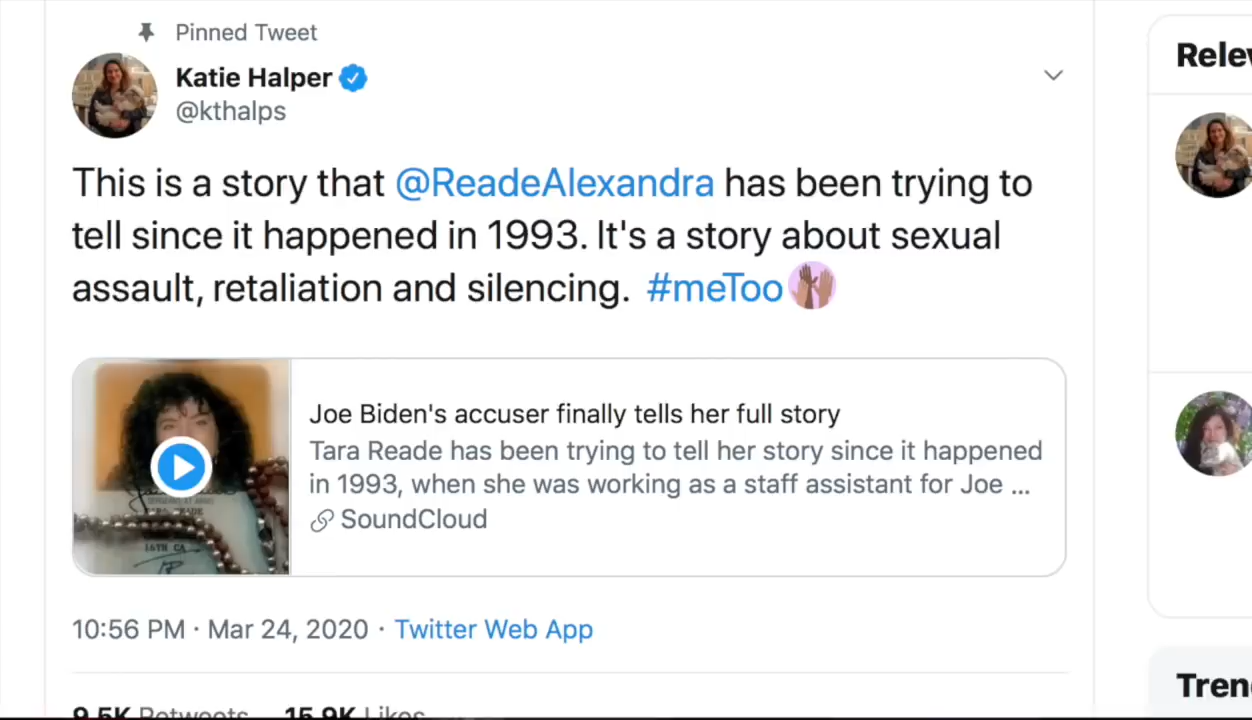 Pinned Tweet
Katie Halper
@kthalps
This is a story that @ReadeAlexandra has been trying to
tell since it happened in 1993. It's a story about sexual
assault, retaliation and silencing. #meToo
Joe Biden's accuser finally tells her full story
Tara Reade has been trying to tell her story since it happened
in 1993, when she was working as a staff assistant for Joe ...
SoundCloud
16TH CA
10:56 PM · Mar 24, 2020 · Twitter Web App
9.5K Retweets 15.9K Likes
Relev
Tren